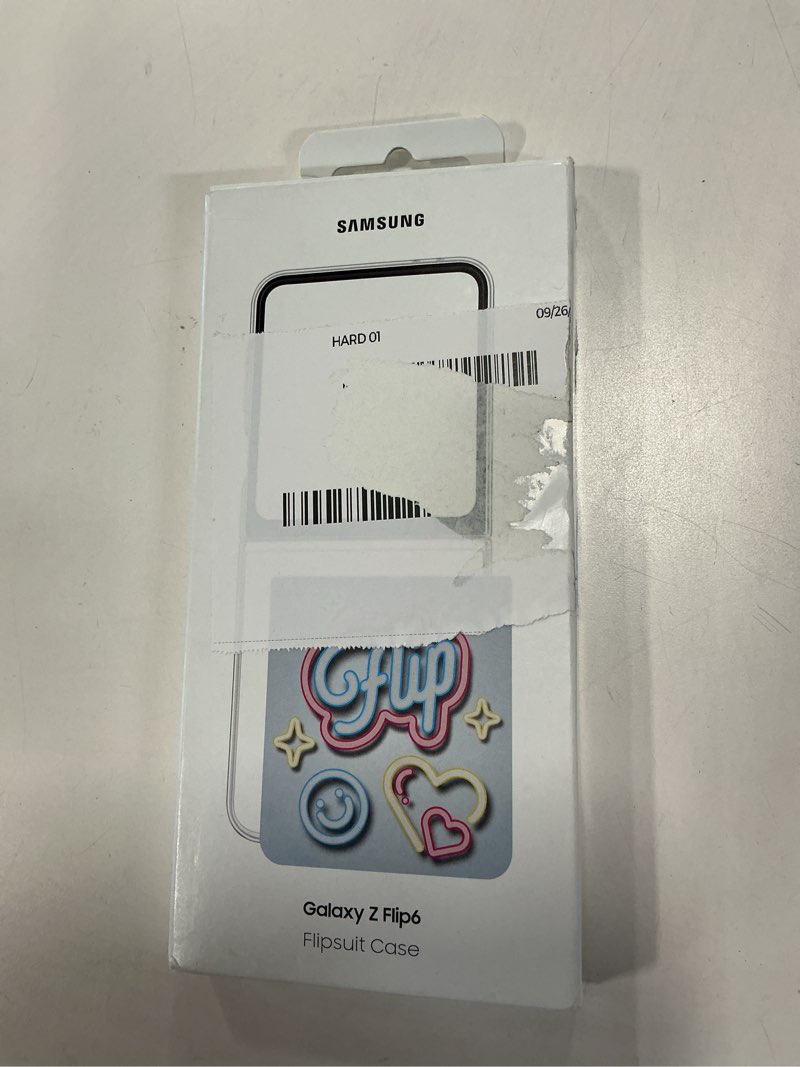 SAMSUNG
09/26/
HARD 01
Flip
Galaxy Z Flip6
Flipsuit Case